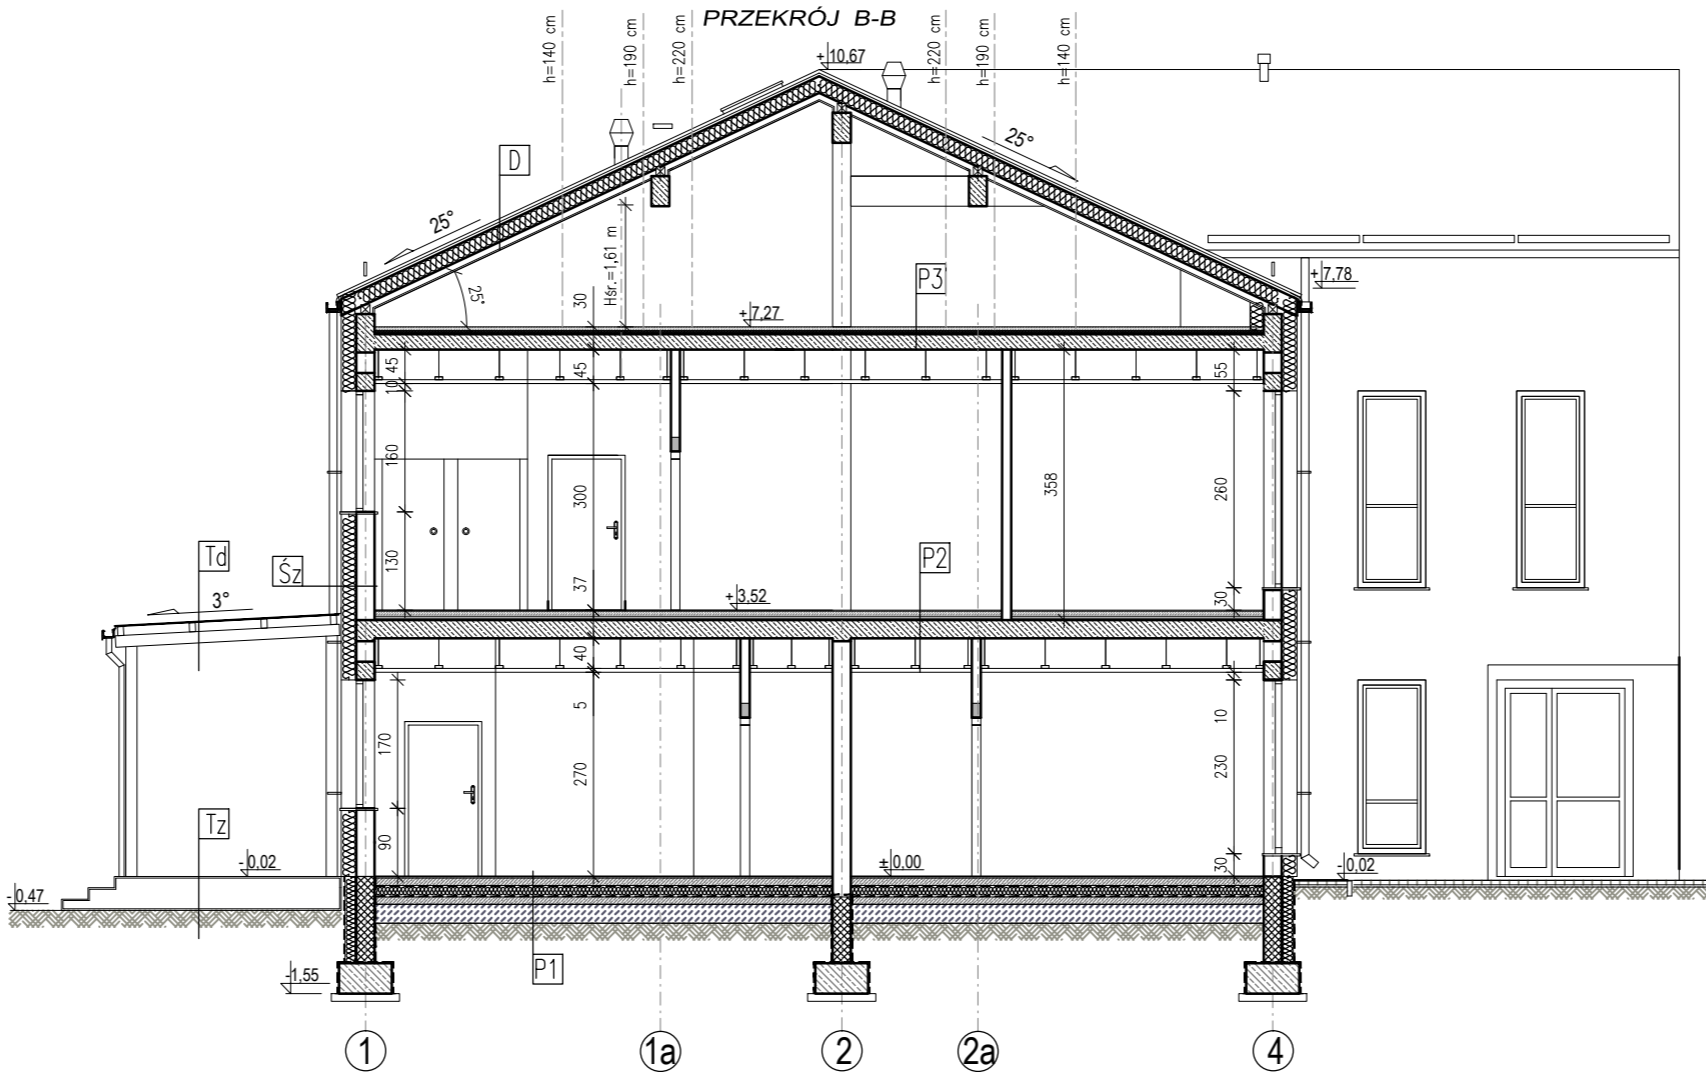 PRZEKRÓJ B-B
h=140 cm
h=190 cm
h=220 cm
h=220 cm
h=190 cm
h=140 cm
+10,67
25°
D
25°
25°
Hśr.=1,61 m
30
+7,27
P3
+7,78
45
10
45
55
160
300
358
260
130
37
30
Td
Śz
P2
3°
+3,52
40
5
10
170
270
230
90
30
Tz
-0,02
±0,00
-0,02
-0,47
P1
-1,55
1
1a
2
2a
4